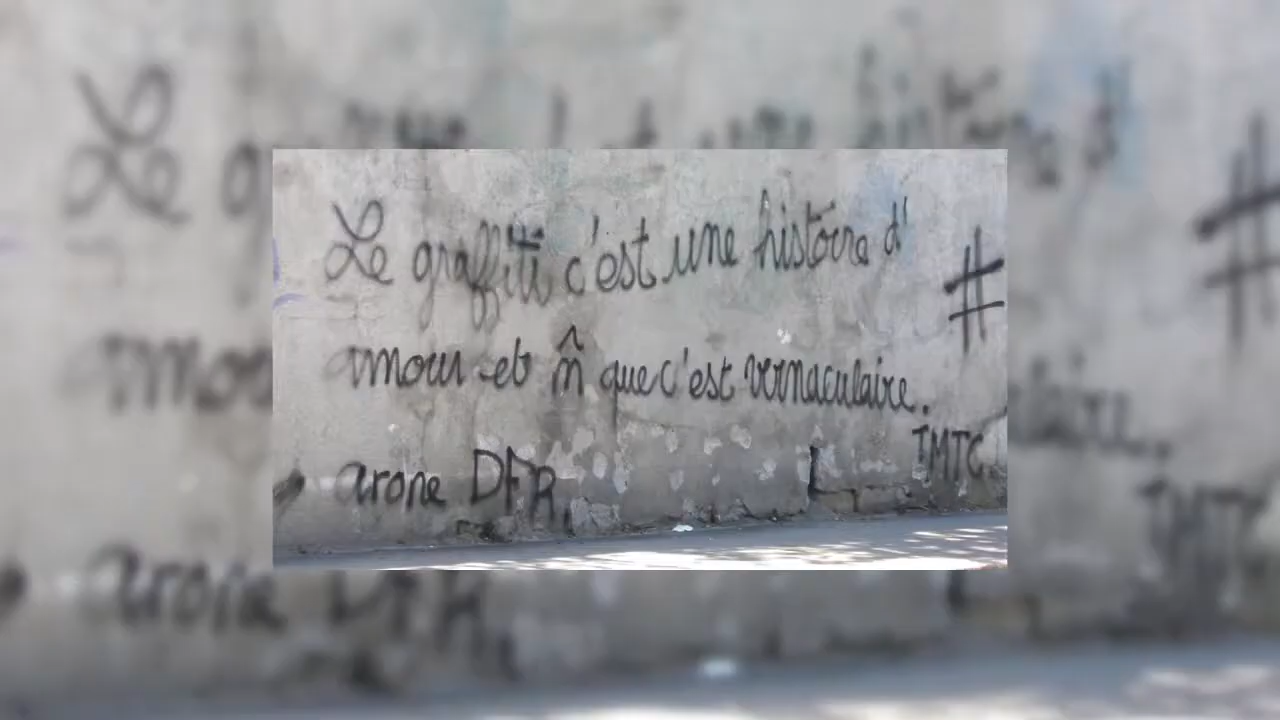 Le graffiti c'est une histoire d'
#
amour et m̂ que c'est vernaculaire.
TMTC.
arone DFR